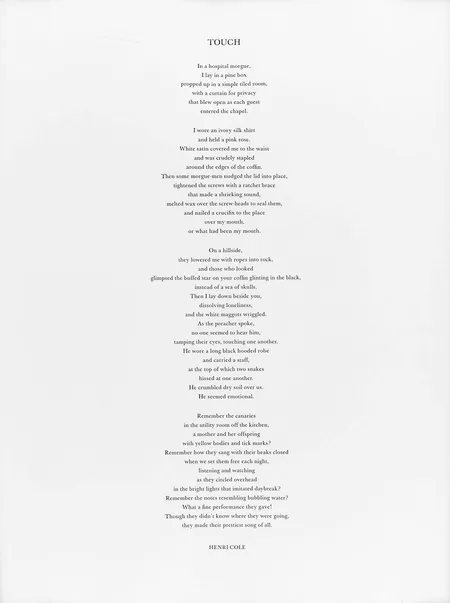 TOUCH
In a hospital morgue,
I lay in a pine box
propped up in a simple tiled room,
with a curtain for privacy
that blew open as each guest
entered the chapel.
I wore an ivory silk shirt
and held a pink rose.
White satin covered me to the waist
and was crudely stapled
around the edges of the coffin.
Then some morgue men nudged the lid into place,
tightened the screws with a ratchet brace
that made a shrieking sound,
melted wax over the screw-heads to seal them,
and nailed a crucifix to the place
over my mouth,
or what had been my mouth.
On a hillside,
they lowered me with ropes into rock,
and those who looked
glimpsed the buffed star on your coffin glinting in the black,
instead of a sea of skulls.
Then I lay down beside you,
dissolving loneliness,
and the white maggots wriggled.
As the preacher spoke,
no one seemed to hear him,
tamping their eyes, touching one another.
He wore a long black hooded robe
and carried a staff,
at the top of which two snakes
hissed at one another.
He crumbled dry soil over us.
He seemed emotional.
Remember the canaries
in the utility room off the kitchen,
a mother and her offspring
with yellow bodies and tick marks?
Remember how they sang with their beaks closed
when we set them free each night,
listening and watching
as they circled overhead
in the bright lights that imitated daybreak?
Remember the notes resembling bubbling water?
What a fine performance they gave!
Though they didn't know where they were going,
they made their prettiest song of all.
HENRI COLE